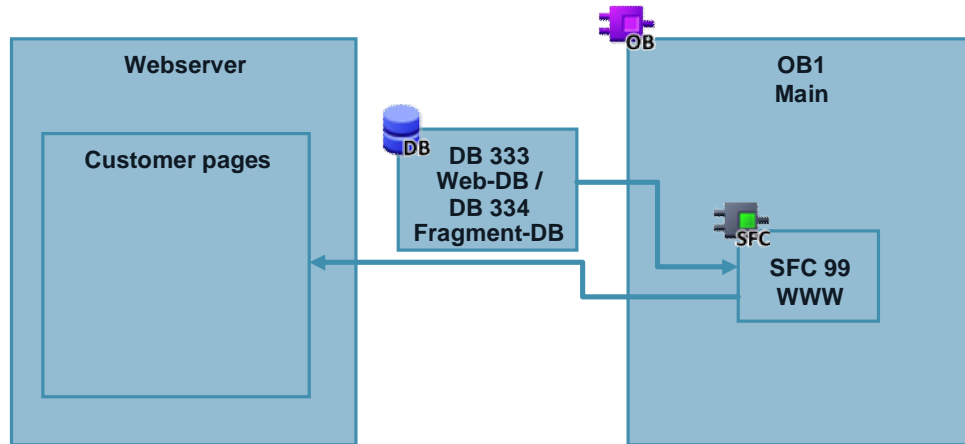 Webserver
Customer pages
DB
DB 333
Web-DB /
DB 334
Fragment-DB
OB
OB1
Main
SFC
SFC 99
WWW